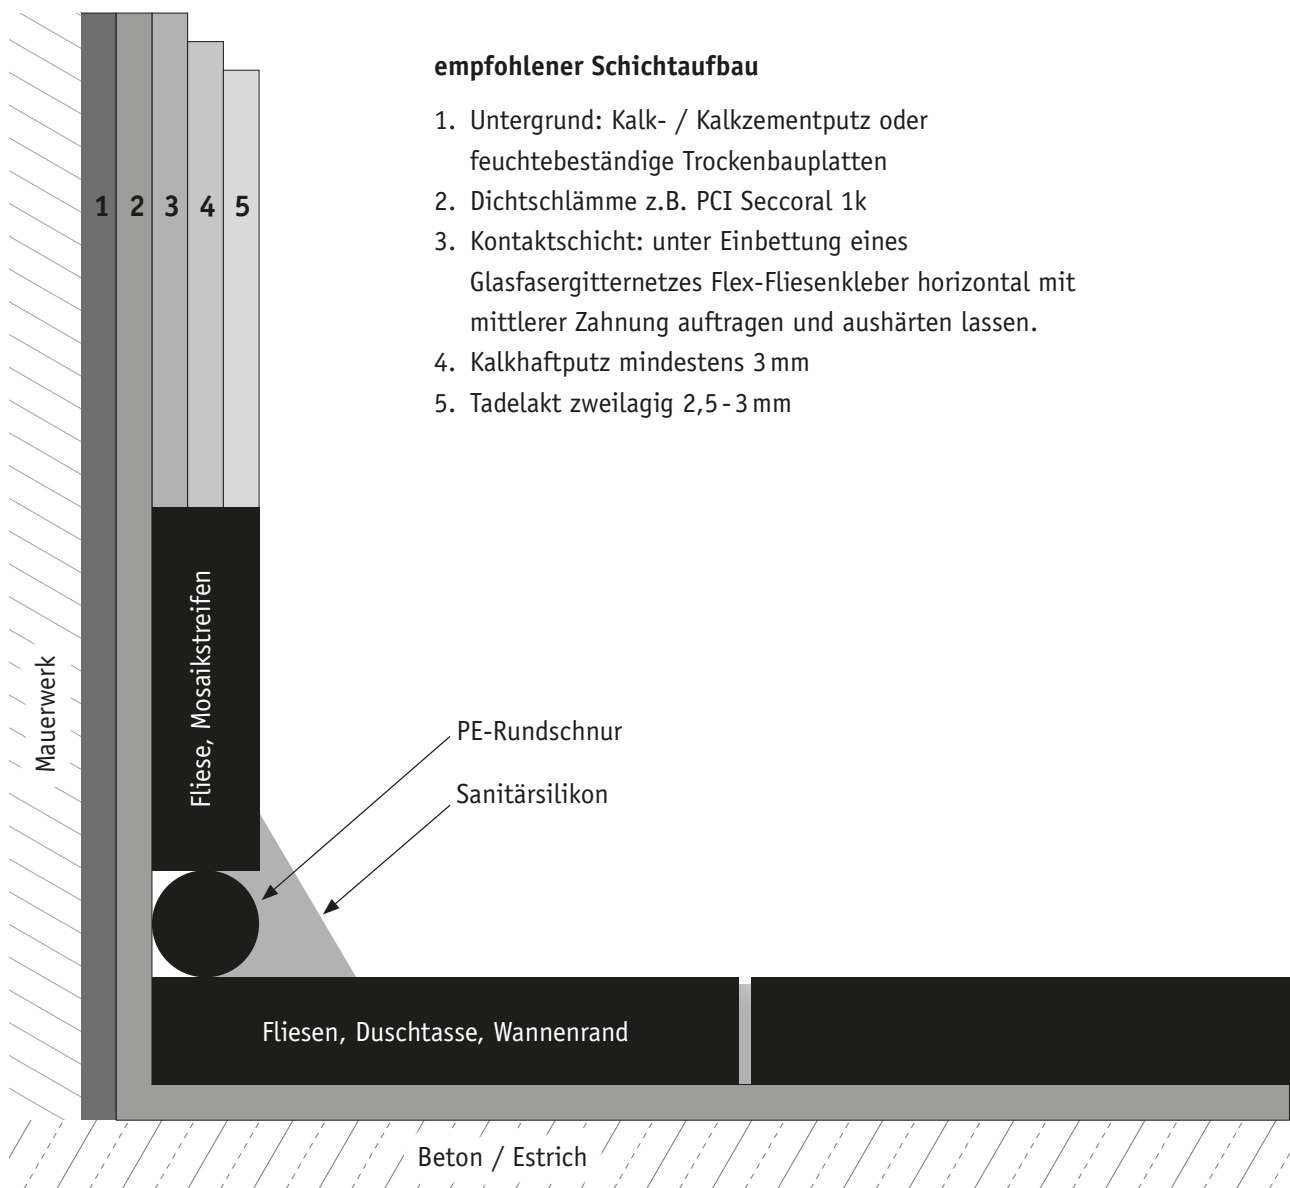 empfohlener Schichtaufbau
1. Untergrund: Kalk- / Kalkzementputz oder
feuchtebeständige Trockenbauplatten
2. Dichtschlämme z.B. PCI Seccoral 1k
3. Kontaktschicht: unter Einbettung eines
Glasfasergitternetzes Flex-Fliesenkleber horizontal mit
mittlerer Zahnung auftragen und aushärten lassen.
4. Kalkhaftputz mindestens 3 mm
5. Tadelakt zweilagig 2,5 - 3 mm
1 2 3 4 5
Mauerwerk
Fliese, Mosaikstreifen
PE-Rundschnur
Sanitärsilikon
Fliesen, Duschtasse, Wannenrand
Beton / Estrich